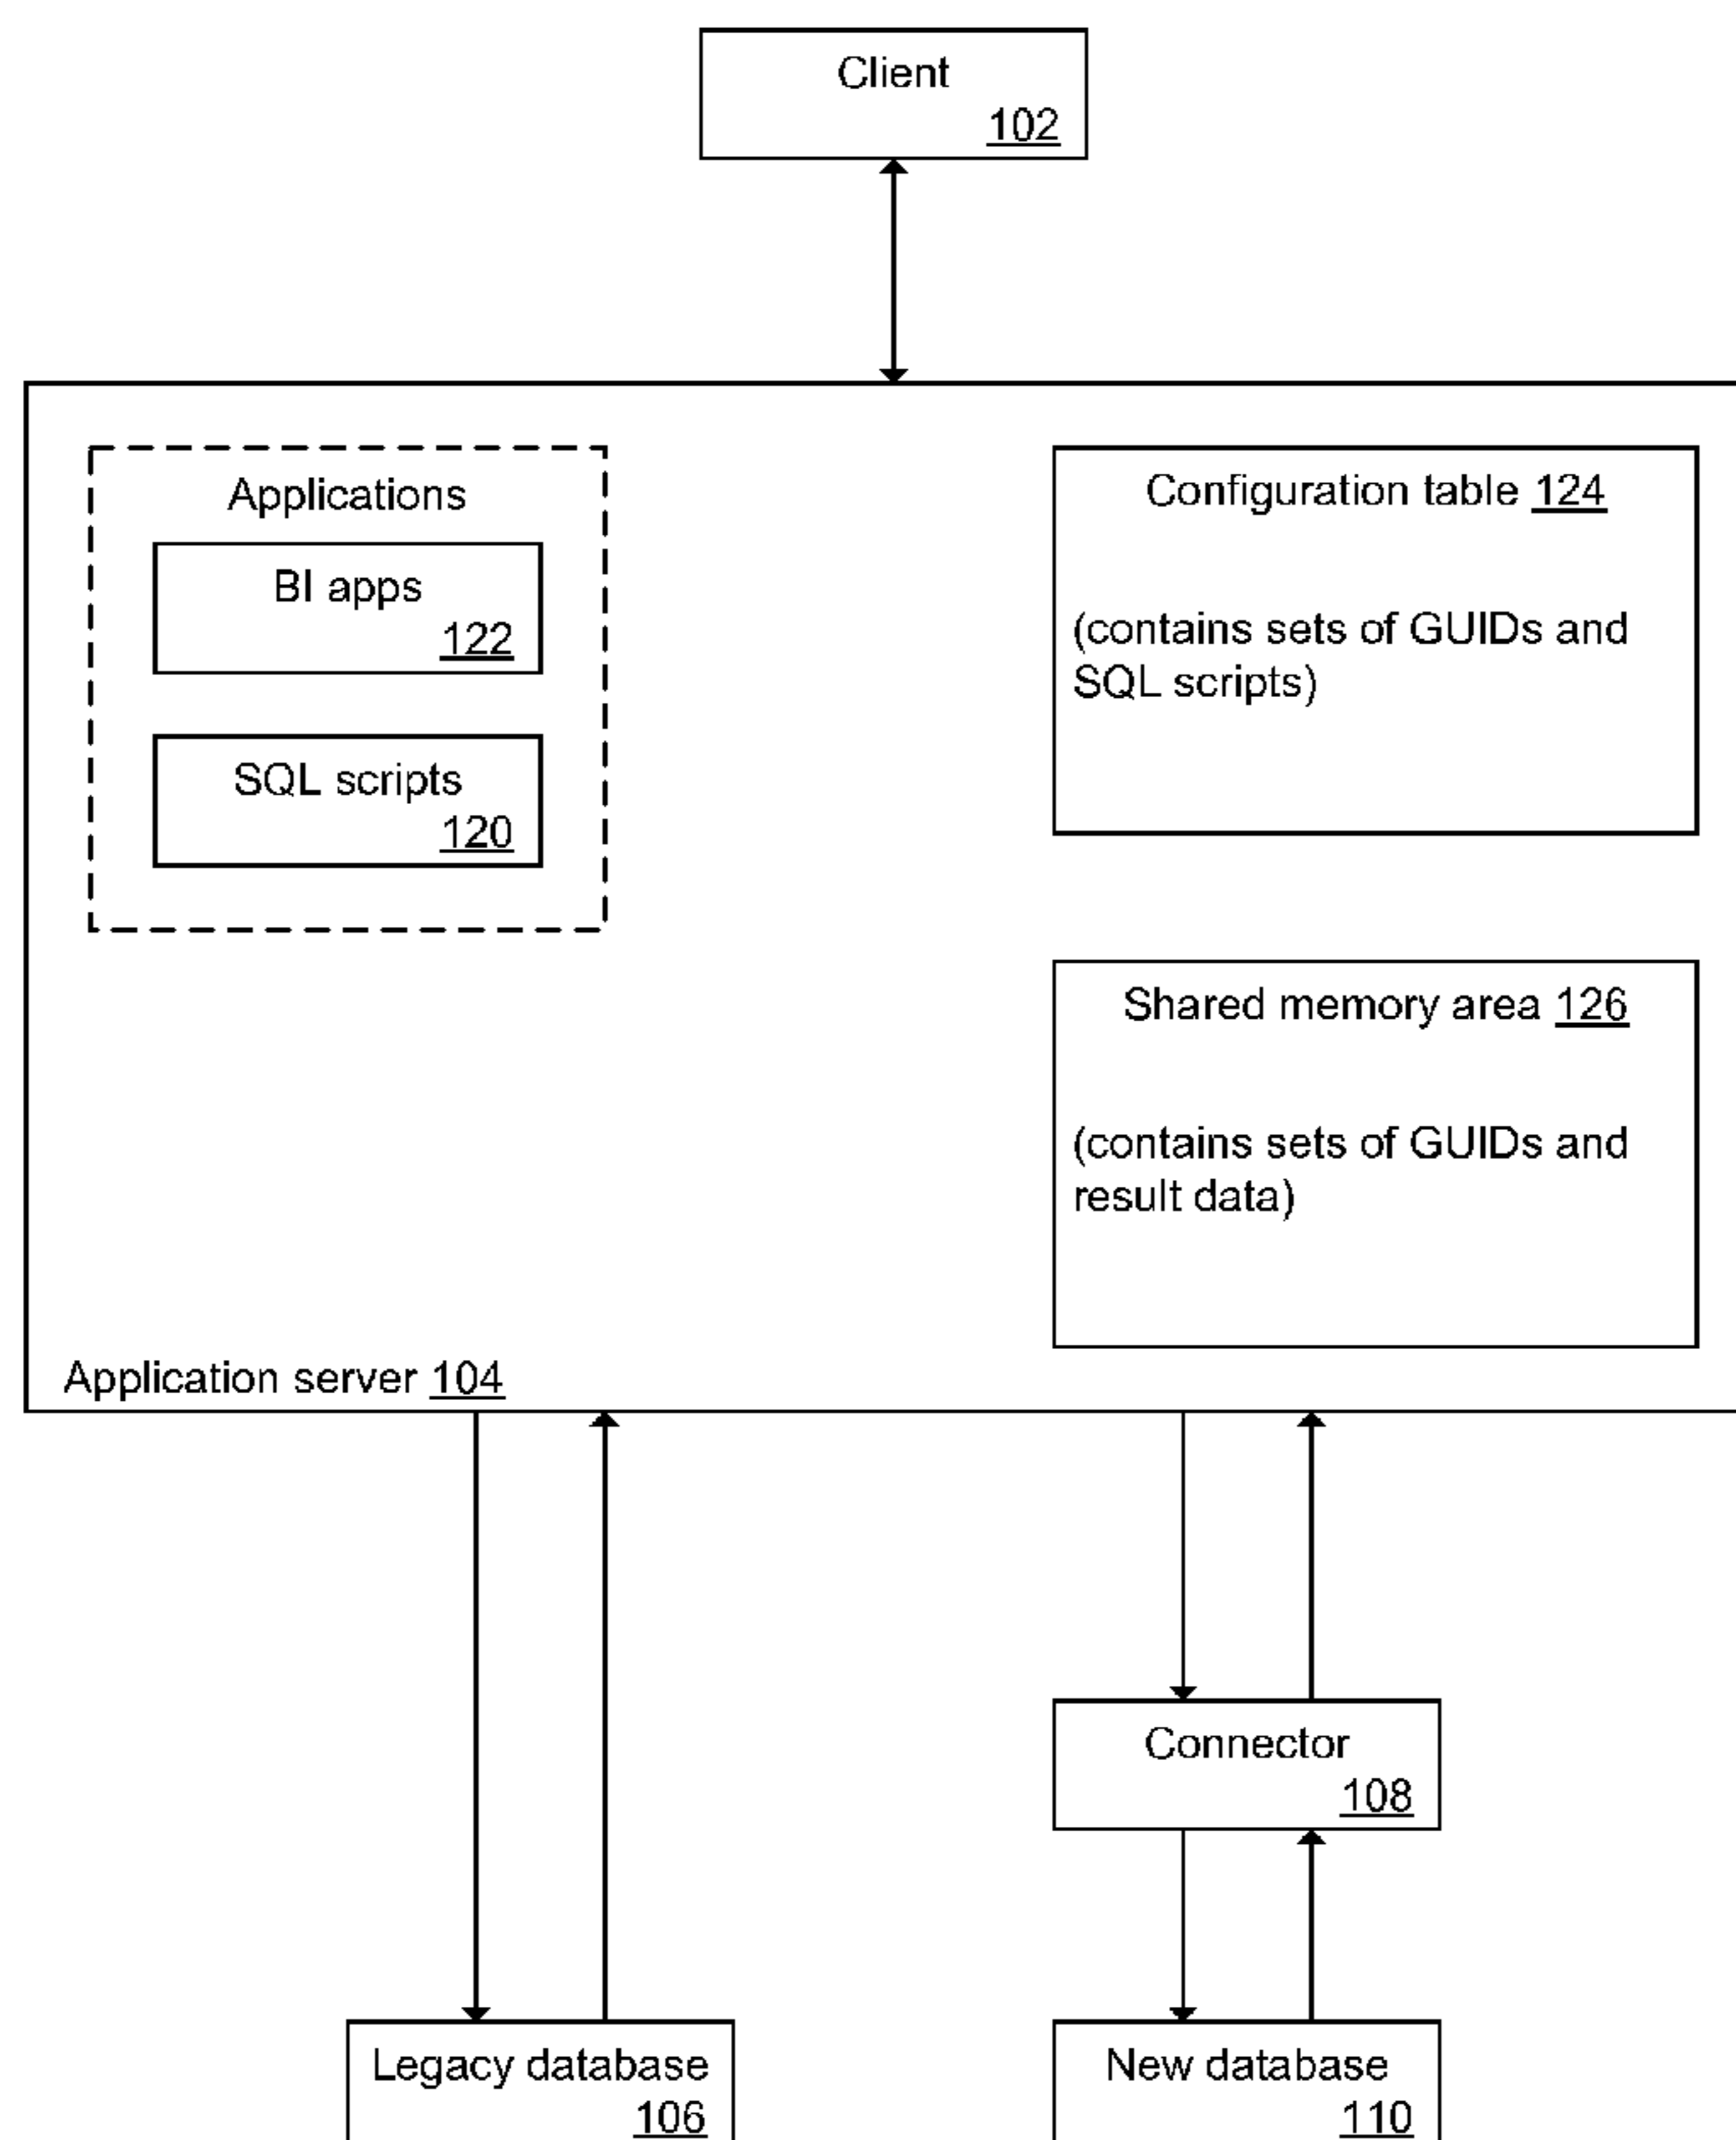 Client
102
Applications
BI apps
122
SQL scripts
120
Configuration table 124
(contains sets of GUIDs and
SQL scripts)
Shared memory area 126
(contains sets of GUIDs and
result data)
Application server 104
Connector
108
Legacy database
106
New database
110